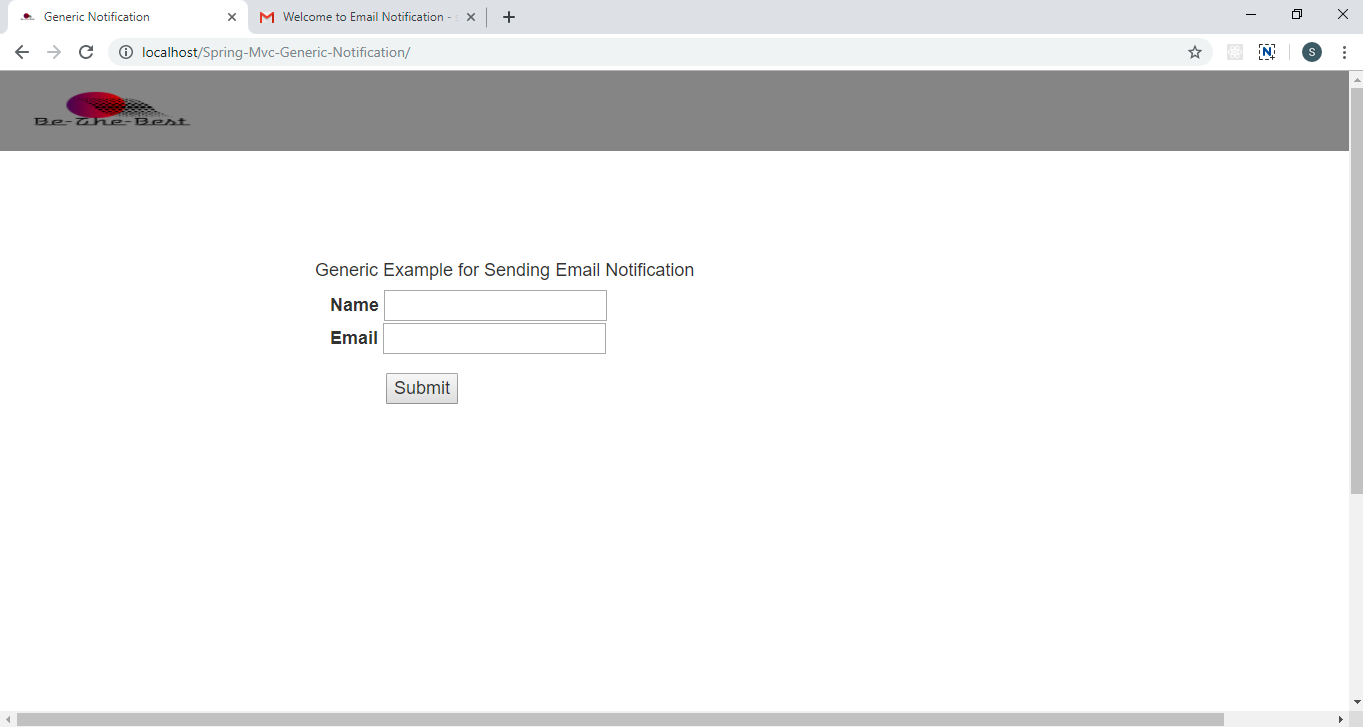 Generic Notification
Welcome to Email Notification -
localhost/Spring-Mvc-Generic-Notification/
N
S
Be-The-Best
Generic Example for Sending Email Notification
Name
Email
Submit